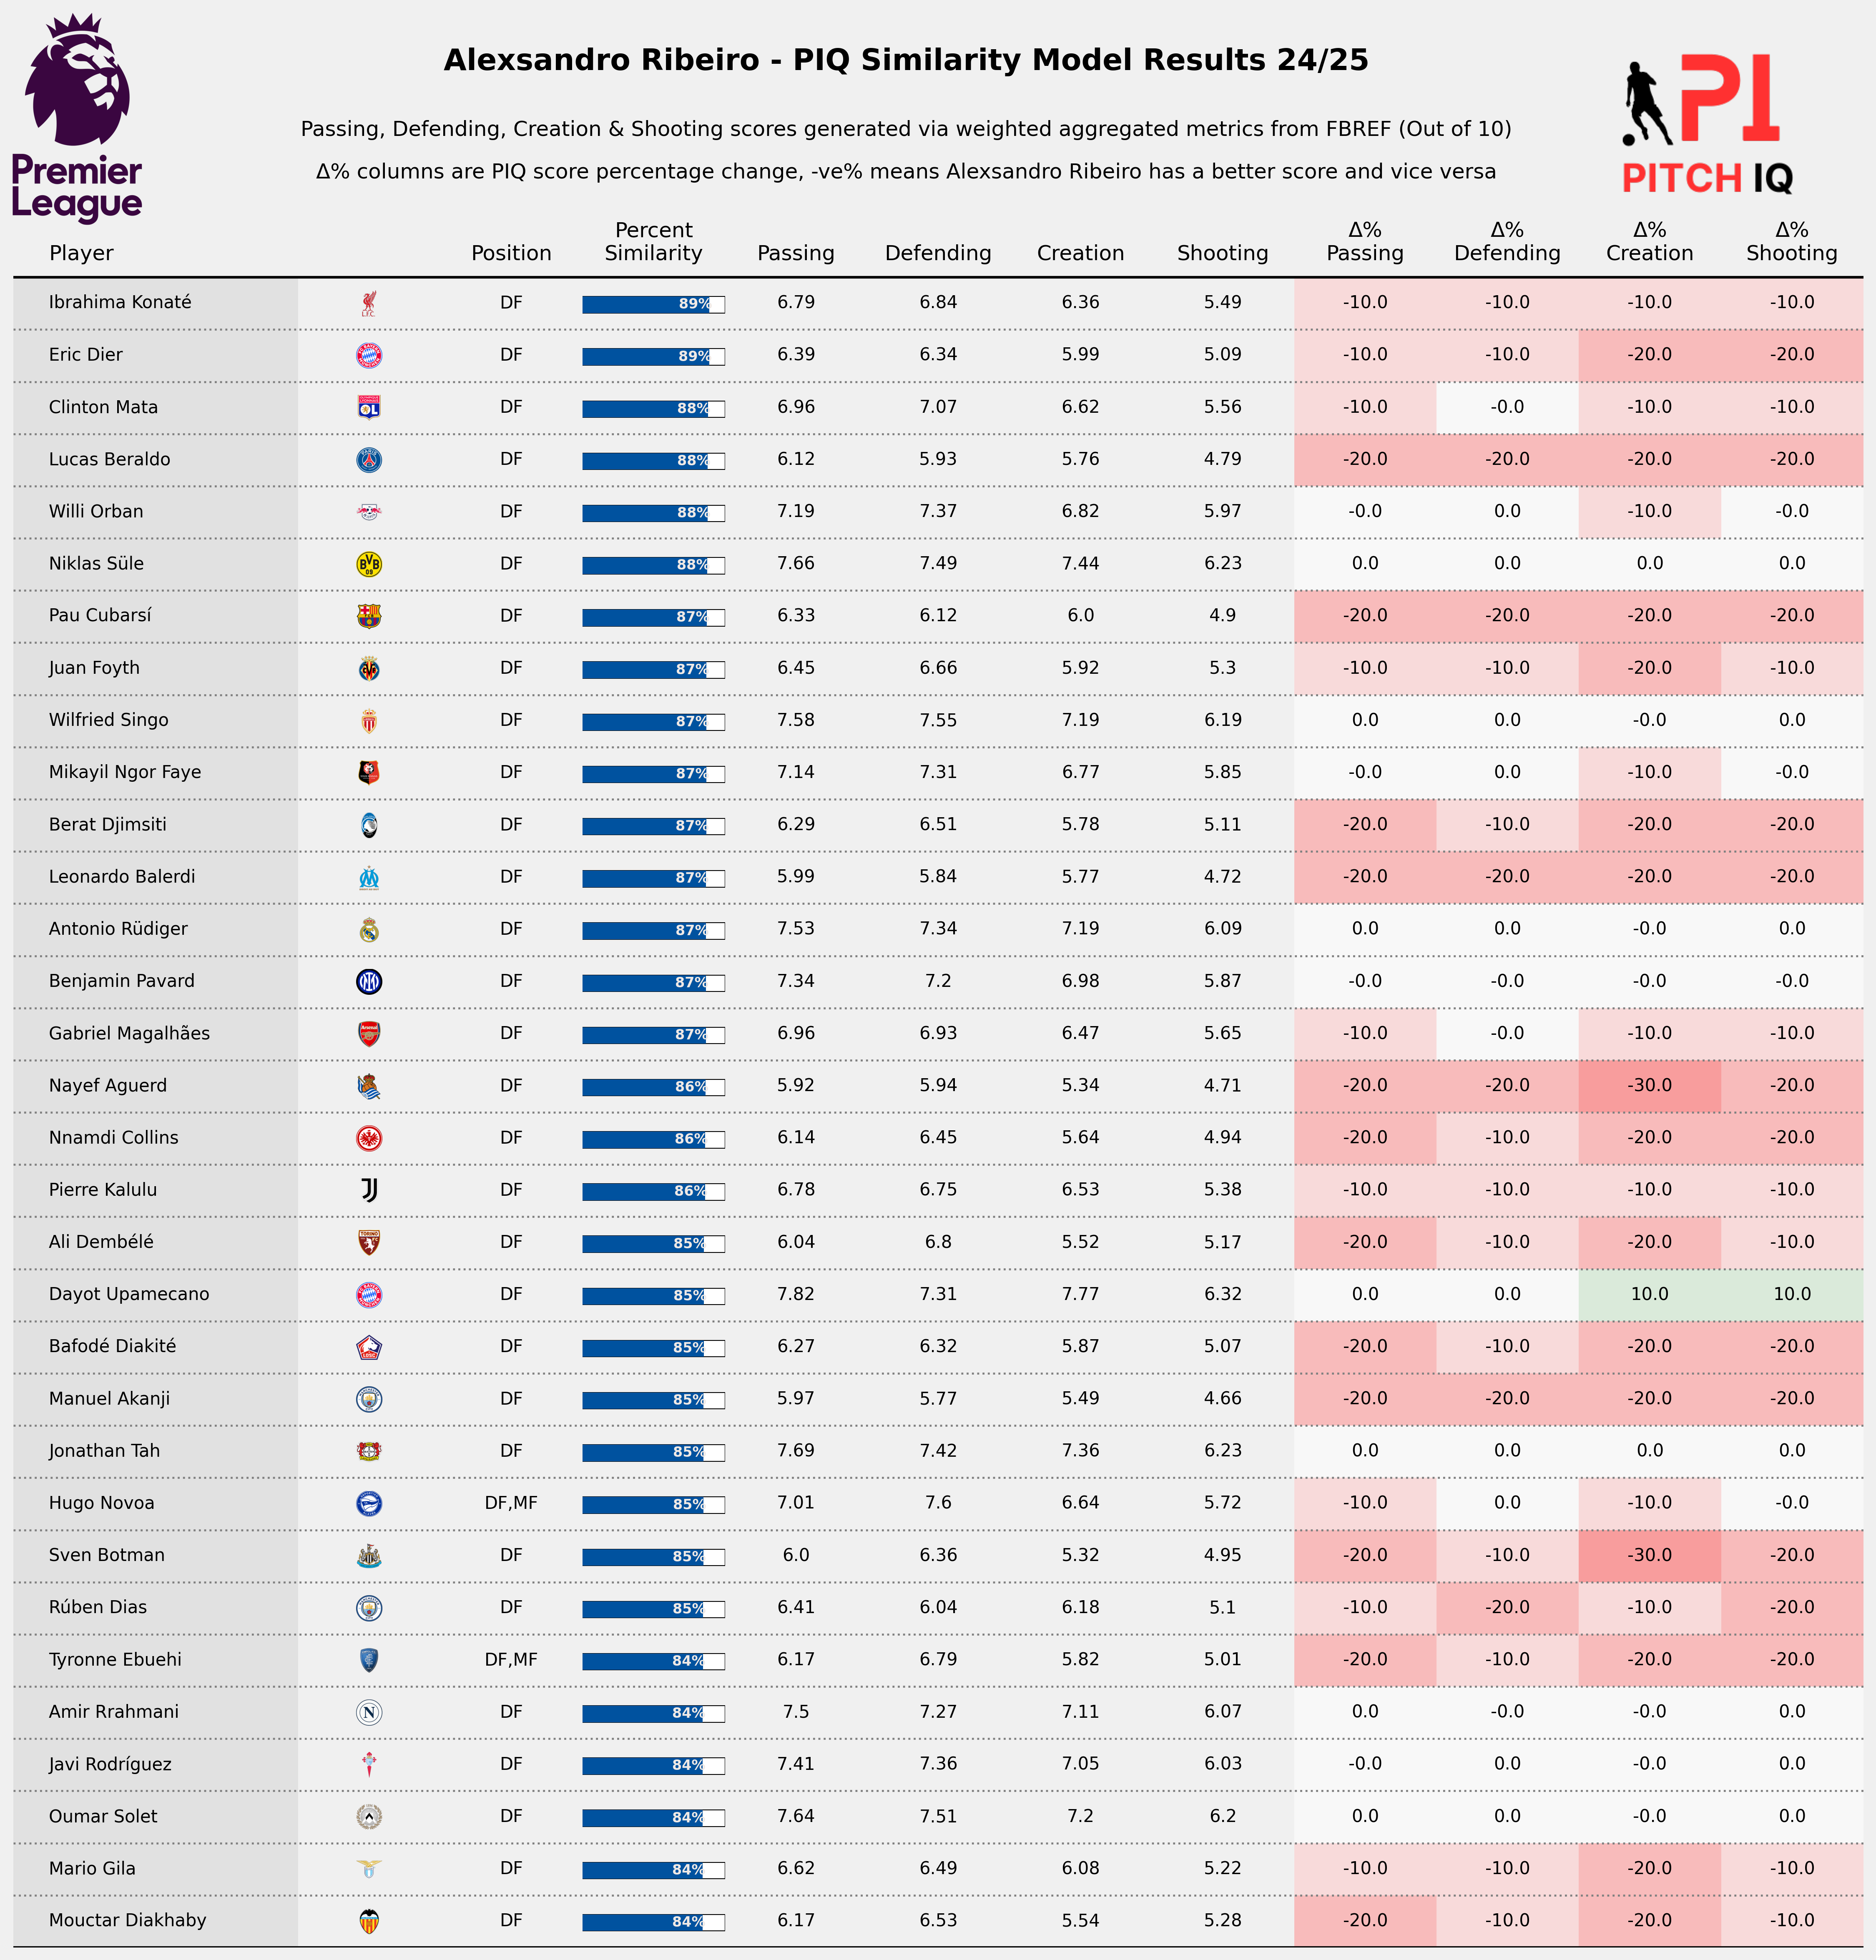 Alexsandro Ribeiro - PIQ Similarity Model Results 24/25
Passing, Defending, Creation & Shooting scores generated via weighted aggregated metrics from FBREF (Out of 10)
Δ% columns are PIQ score percentage change, -ve% means Alexsandro Ribeiro has a better score and vice versa
Premier
League
PI
PITCH IQ
Player Position Percent Similarity Passing Defending Creation Shooting Δ% Passing Δ% Defending Δ% Creation Δ% Shooting
Ibrahima Konaté DF 89% 6.79 6.84 6.36 5.49 -10.0 -10.0 -10.0 -10.0
Eric Dier DF 89% 6.39 6.34 5.99 5.09 -10.0 -10.0 -20.0 -20.0
Clinton Mata DF 88% 6.96 7.07 6.62 5.56 -10.0 -0.0 -10.0 -10.0
Lucas Beraldo DF 88% 6.12 5.93 5.76 4.79 -20.0 -20.0 -20.0 -20.0
Willi Orban DF 88% 7.19 7.37 6.82 5.97 -0.0 0.0 -10.0 -0.0
Niklas Süle DF 88% 7.66 7.49 7.44 6.23 0.0 0.0 0.0 0.0
Pau Cubarsí DF 87% 6.33 6.12 6.0 4.9 -20.0 -20.0 -20.0 -20.0
Juan Foyth DF 87% 6.45 6.66 5.92 5.3 -10.0 -10.0 -20.0 -10.0
Wilfried Singo DF 87% 7.58 7.55 7.19 6.19 0.0 0.0 -0.0 0.0
Mikayil Ngor Faye DF 87% 7.14 7.31 6.77 5.85 -0.0 0.0 -10.0 -0.0
Berat Djimsiti DF 87% 6.29 6.51 5.78 5.11 -20.0 -10.0 -20.0 -20.0
Leonardo Balerdi DF 87% 5.99 5.84 5.77 4.72 -20.0 -20.0 -20.0 -20.0
Antonio Rüdiger DF 87% 7.53 7.34 7.19 6.09 0.0 0.0 -0.0 0.0
Benjamin Pavard DF 87% 7.34 7.2 6.98 5.87 -0.0 -0.0 -0.0 -0.0
Gabriel Magalhães DF 87% 6.96 6.93 6.47 5.65 -10.0 -0.0 -10.0 -10.0
Nayef Aguerd DF 86% 5.92 5.94 5.34 4.71 -20.0 -20.0 -30.0 -20.0
Nnamdi Collins DF 86% 6.14 6.45 5.64 4.94 -20.0 -10.0 -20.0 -20.0
Pierre Kalulu DF 86% 6.78 6.75 6.53 5.38 -10.0 -10.0 -10.0 -10.0
Ali Dembélé DF 85% 6.04 6.8 5.52 5.17 -20.0 -10.0 -20.0 -10.0
Dayot Upamecano DF 85% 7.82 7.31 7.77 6.32 0.0 0.0 10.0 10.0
Bafodé Diakité DF 85% 6.27 6.32 5.87 5.07 -20.0 -10.0 -20.0 -20.0
Manuel Akanji DF 85% 5.97 5.77 5.49 4.66 -20.0 -20.0 -20.0 -20.0
Jonathan Tah DF 85% 7.69 7.42 7.36 6.23 0.0 0.0 0.0 0.0
Hugo Novoa DF,MF 85% 7.01 7.6 6.64 5.72 -10.0 0.0 -10.0 -0.0
Sven Botman DF 85% 6.0 6.36 5.32 4.95 -20.0 -10.0 -30.0 -20.0
Rúben Dias DF 85% 6.41 6.04 6.18 5.1 -10.0 -20.0 -10.0 -20.0
Tyronne Ebuehi DF,MF 84% 6.17 6.79 5.82 5.01 -20.0 -10.0 -20.0 -20.0
Amir Rrahmani DF 84% 7.5 7.27 7.11 6.07 0.0 -0.0 -0.0 0.0
Javi Rodríguez DF 84% 7.41 7.36 7.05 6.03 -0.0 0.0 -0.0 0.0
Oumar Solet DF 84% 7.64 7.51 7.2 6.2 0.0 0.0 -0.0 0.0
Mario Gila DF 84% 6.62 6.49 6.08 5.22 -10.0 -10.0 -20.0 -10.0
Mouctar Diakhaby DF 84% 6.17 6.53 5.54 5.28 -20.0 -10.0 -20.0 -10.0